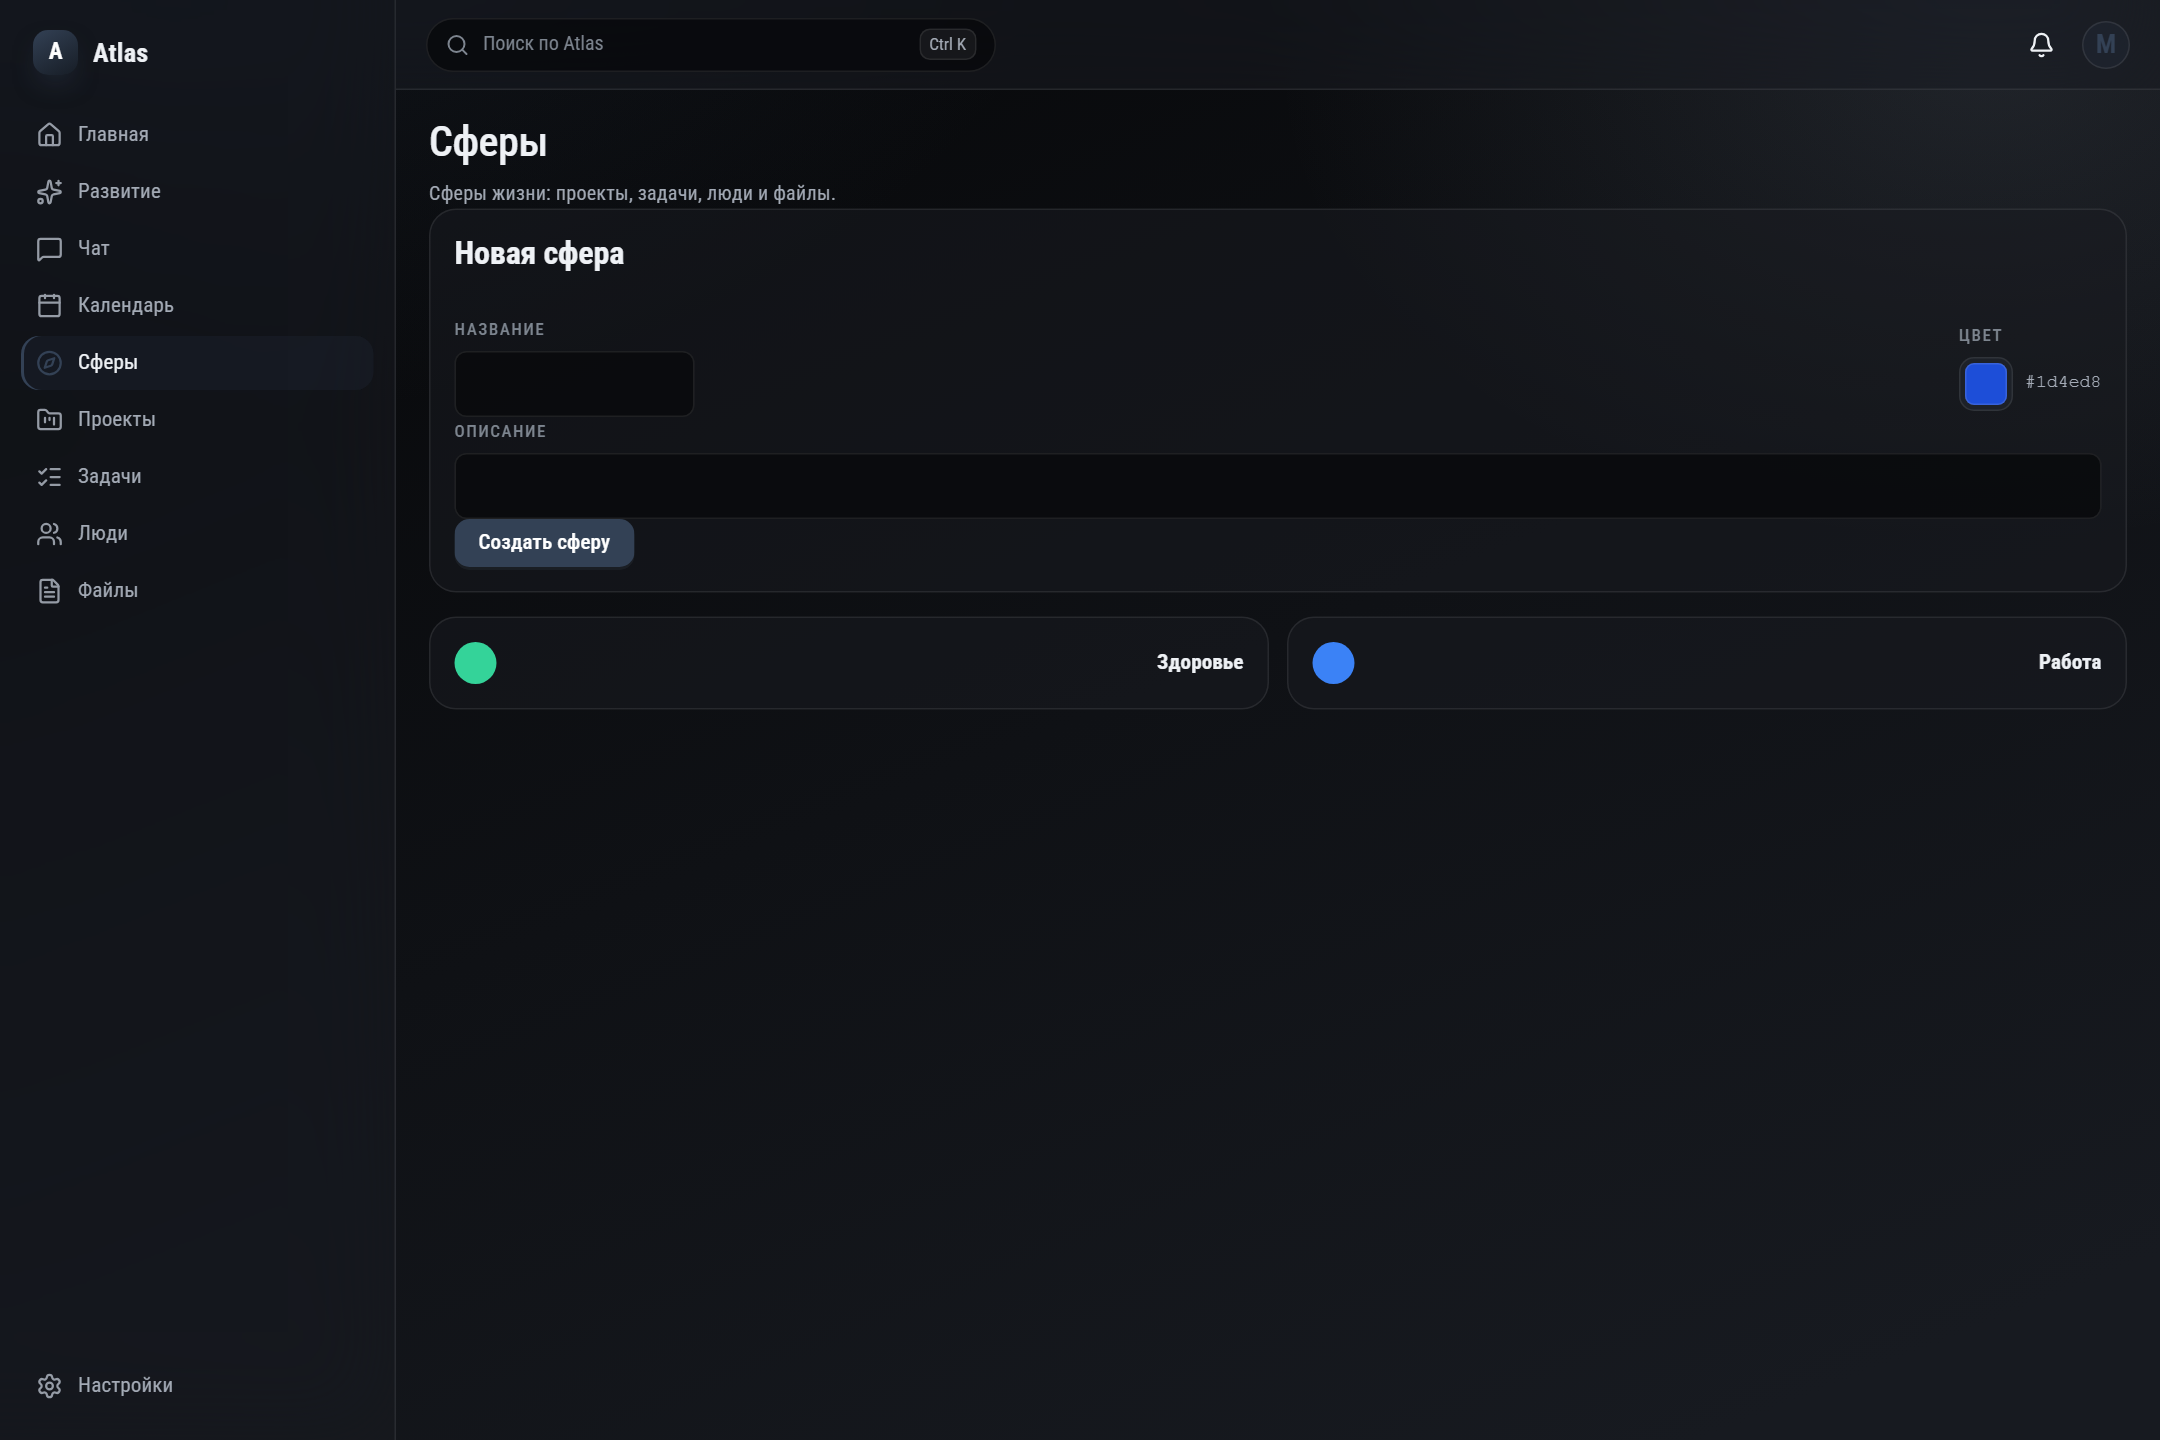 A Atlas
Поиск по Atlas Ctrl K
M
Главная
Развитие
Чат
Календарь
Сферы
Проекты
Задачи
Люди
Файлы
Настройки
Сферы
Сферы жизни: проекты, задачи, люди и файлы.
Новая сфера
НАЗВАНИЕ
ЦВЕТ
#1d4ed8
ОПИСАНИЕ
Создать сферу
Здоровье
Работа